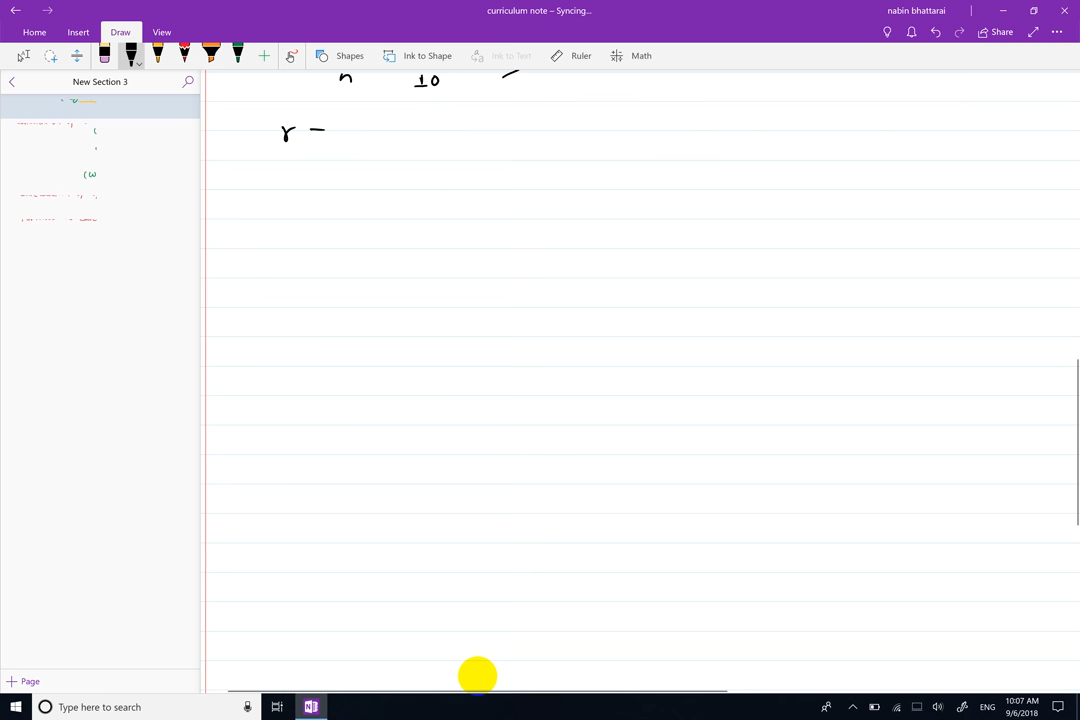 curriculum note – Syncing...
nabin bhattarai
Home Insert Draw View
Share
Shapes Ink to Shape Ink to Text Ruler Math
New Section 3
n 10
r =
Page
Type here to search
ENG
10:07 AM
9/6/2018